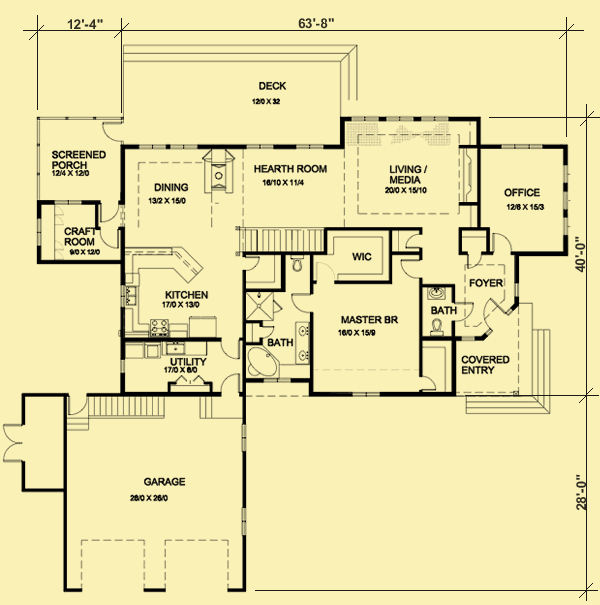 12'-4"
63'-8"
DECK
12/0 X 32
SCREENED
PORCH
12/4 X 12/0
HEARTH ROOM
16/10 X 11/4
LIVING /
MEDIA
20/0 X 15/10
DINING
13/2 X 15/0
OFFICE
12/6 X 15/3
CRAFT
ROOM
9/0 X 12/0
40'-0"
WIC
FOYER
KITCHEN
17/0 X 13/0
BATH
MASTER BR
16/0 X 15/9
BATH
UTILITY
17/0 X 6/0
COVERED
ENTRY
GARAGE
28/0 X 26/0
28'-0"